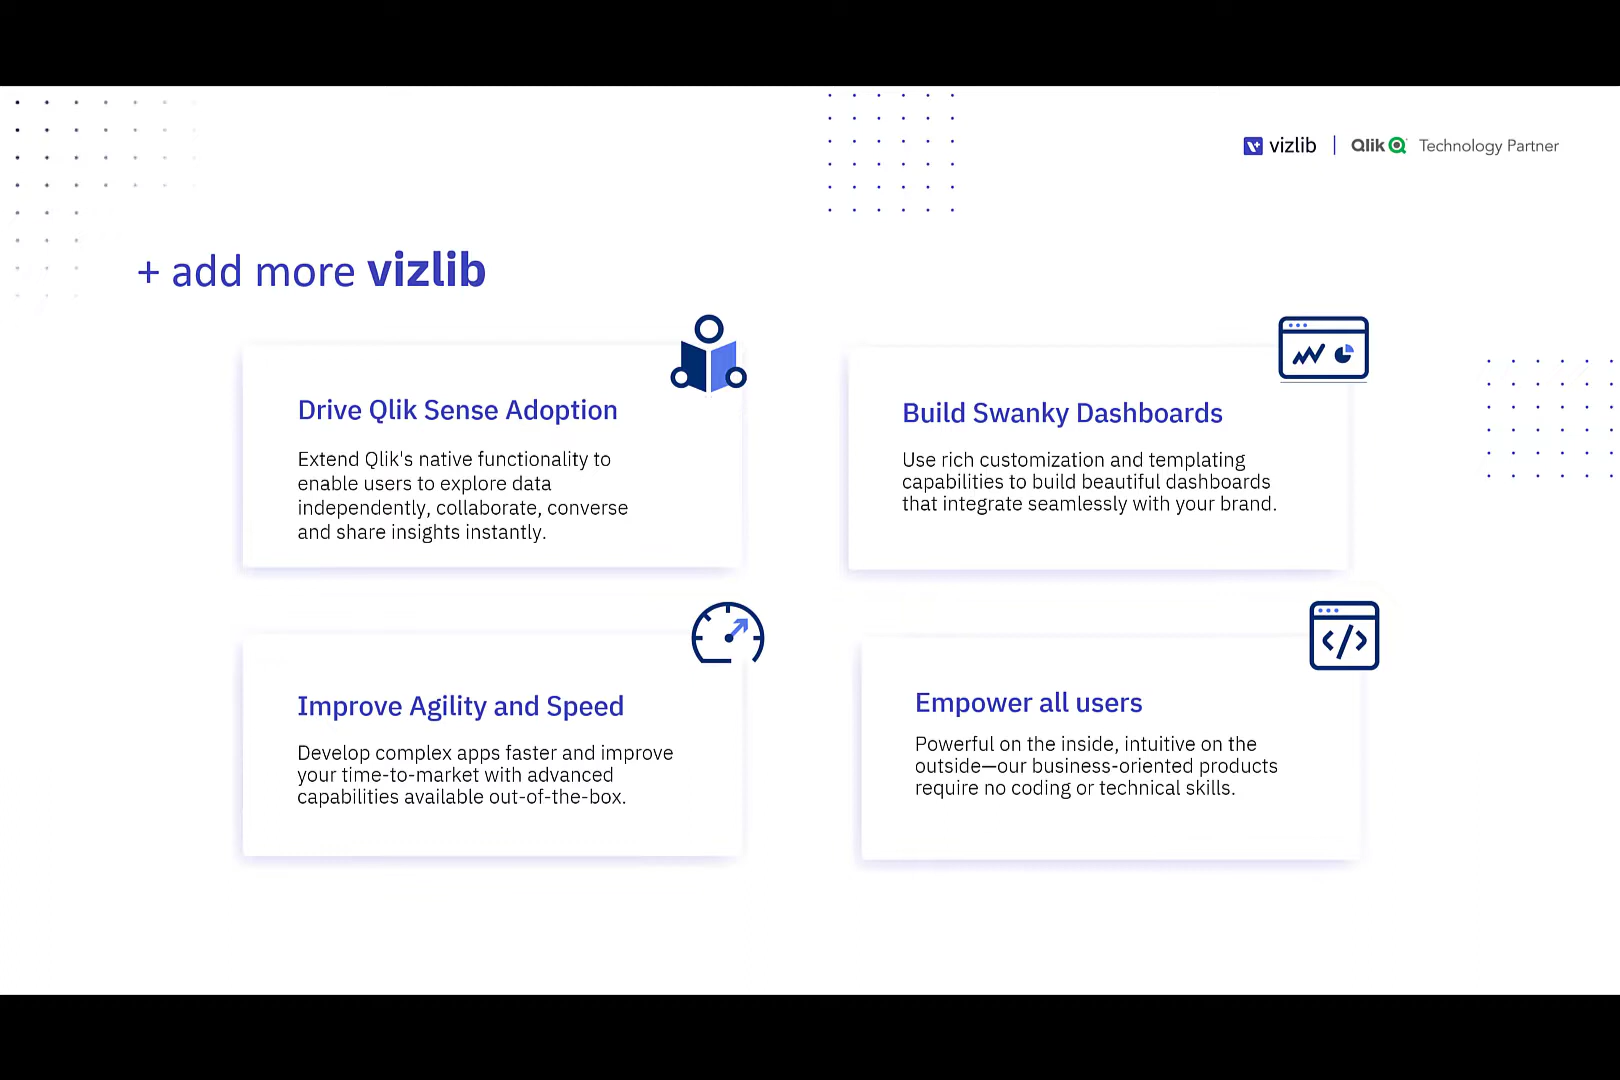 vizlib | Qlik Technology Partner
+ add more vizlib
Drive Qlik Sense Adoption
Extend Qlik's native functionality to
enable users to explore data
independently, collaborate, converse
and share insights instantly.
Build Swanky Dashboards
Use rich customization and templating
capabilities to build beautiful dashboards
that integrate seamlessly with your brand.
Improve Agility and Speed
Develop complex apps faster and improve
your time-to-market with advanced
capabilities available out-of-the-box.
Empower all users
Powerful on the inside, intuitive on the
outside—our business-oriented products
require no coding or technical skills.